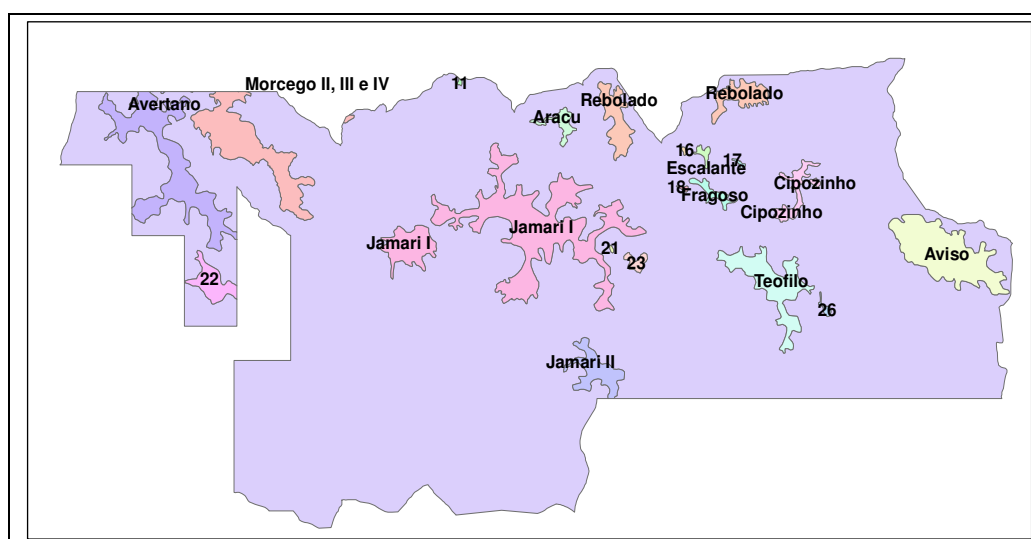 Morcego II, III e IV
11
Avertano
Rebolado
Rebolado
Aracu
16
17
Escalante
18
Fragoso
Cipozinho
Cipozinho
Jamari I
Jamari I
21
23
Aviso
22
Teofilo
26
Jamari II